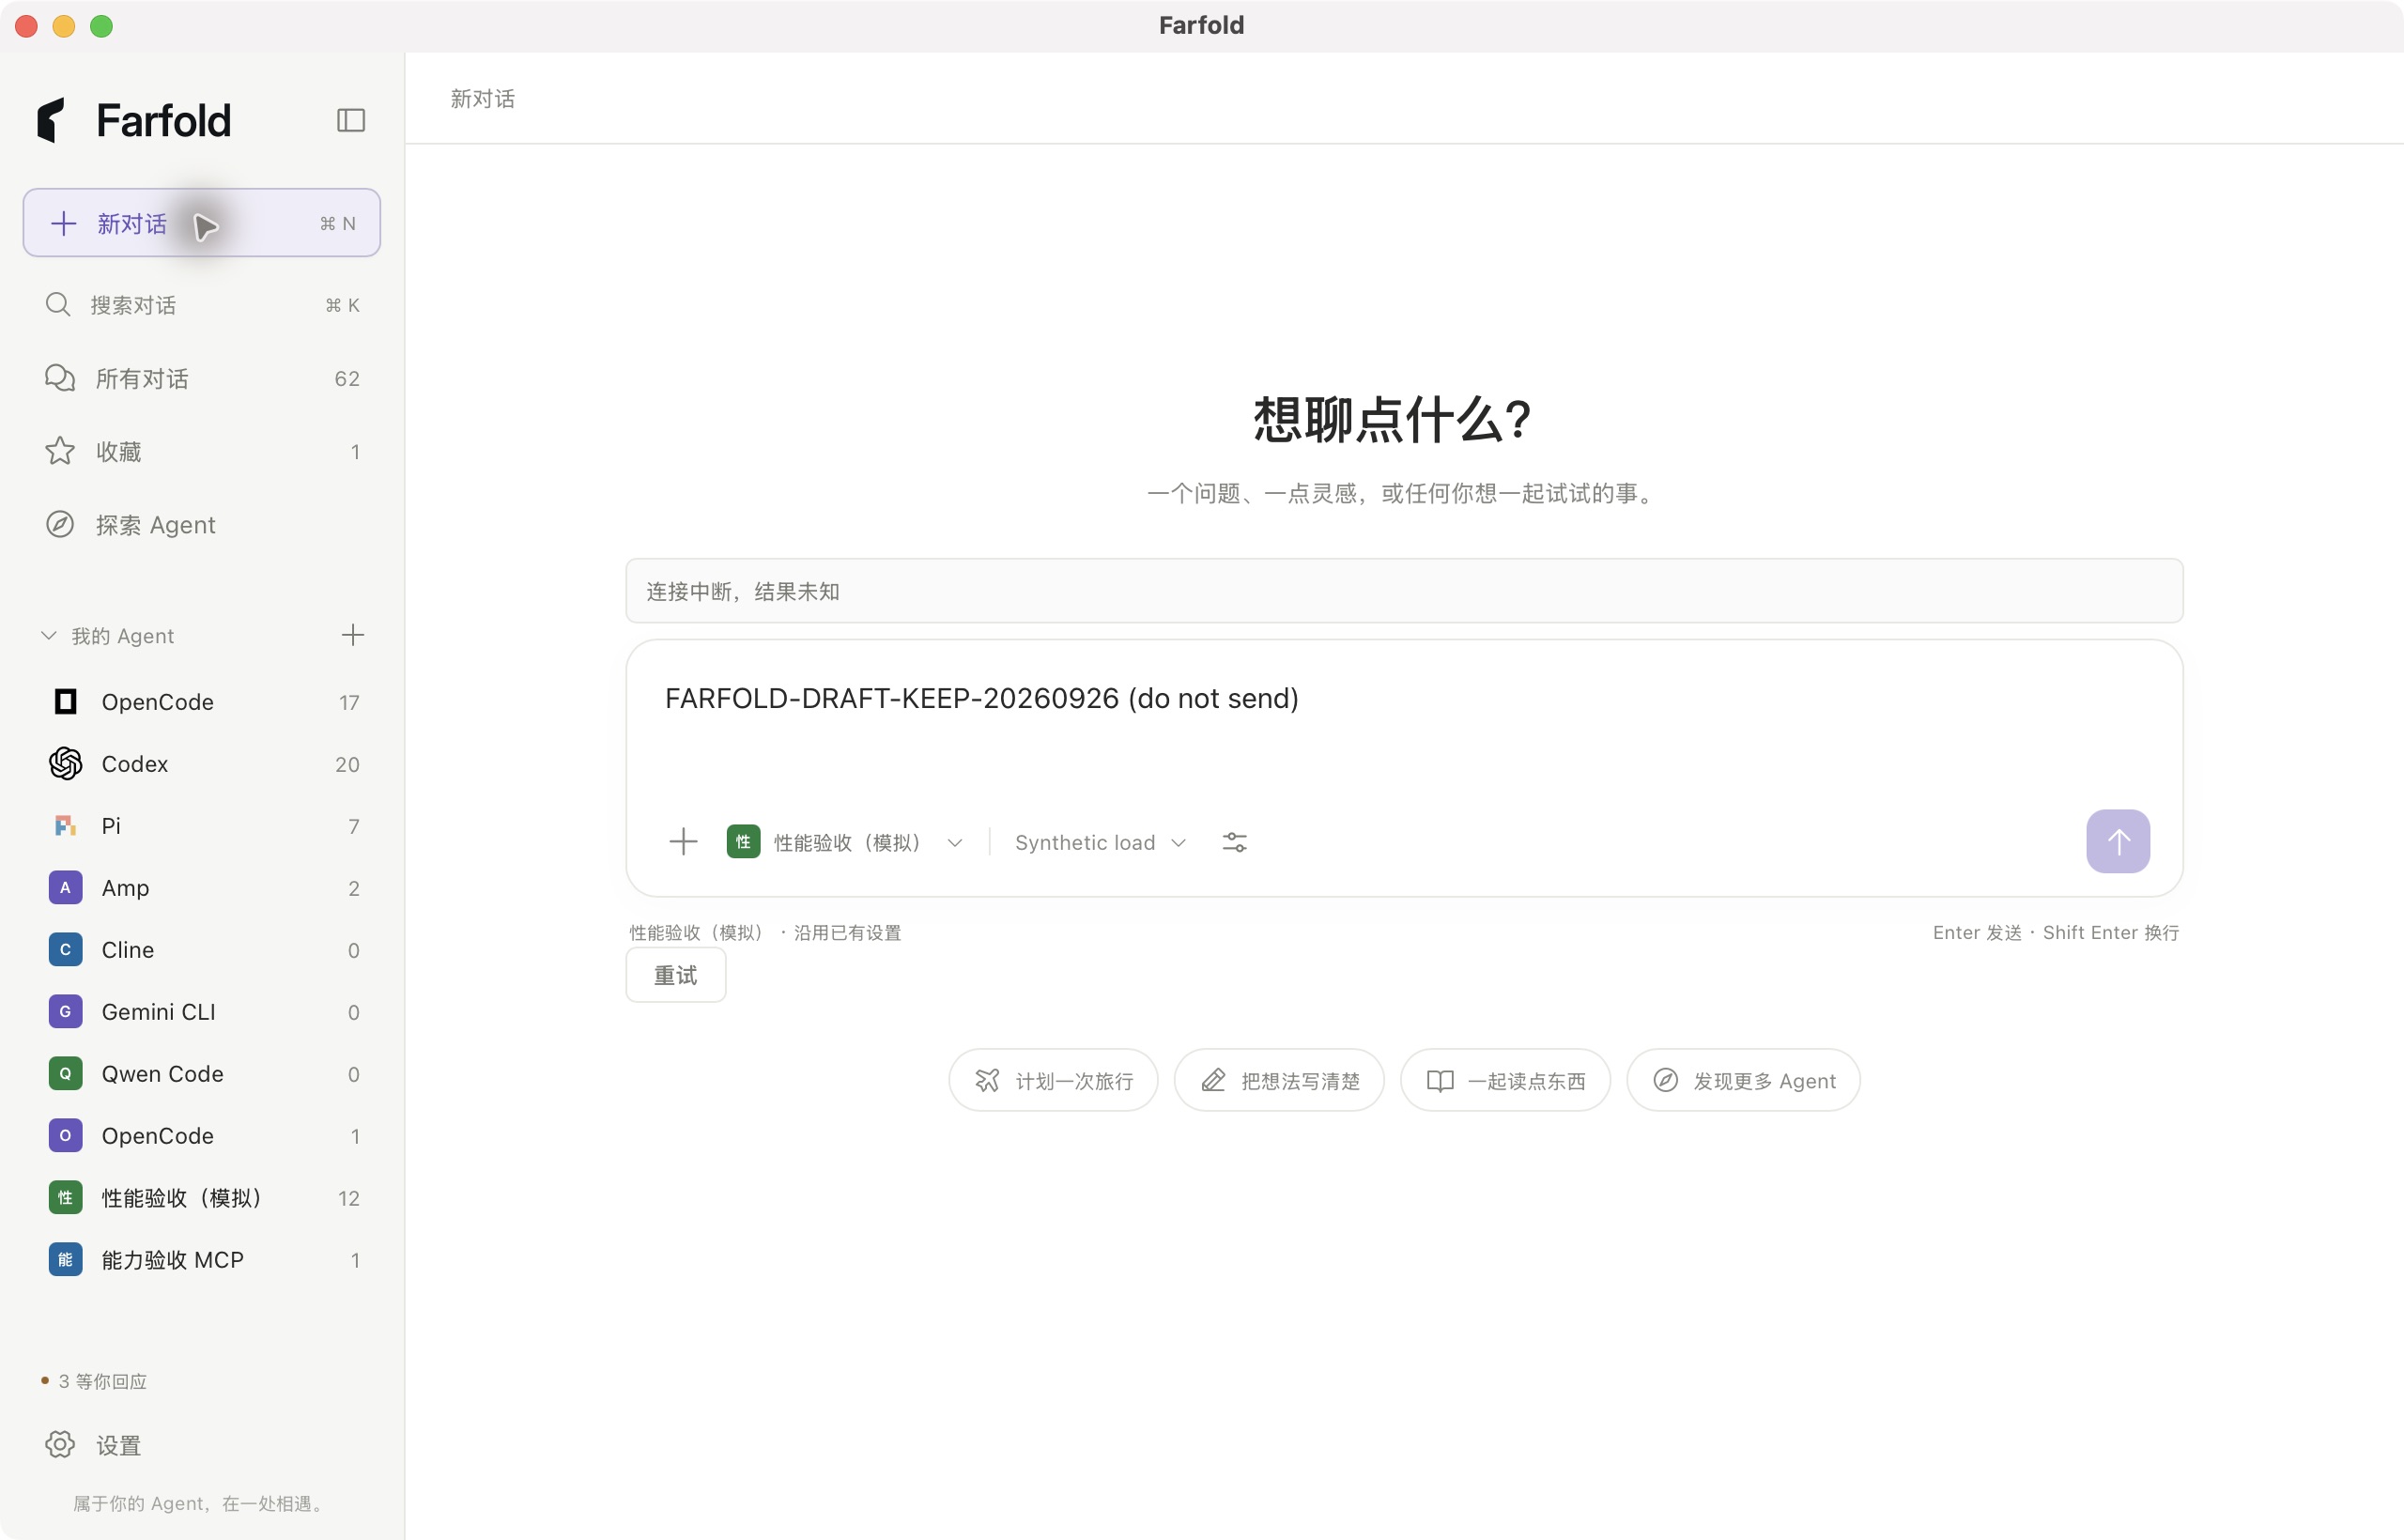 Farfold
Farfold
新对话 ⌘ N
搜索对话 ⌘ K
所有对话 62
收藏 1
探索 Agent
我的 Agent
OpenCode 17
Codex 20
Pi 7
A Amp 2
C Cline 0
G Gemini CLI 0
Q Qwen Code 0
O OpenCode 1
性 性能验收（模拟） 12
能 能力验收 MCP 1
3 等你回应
设置
属于你的 Agent，在一处相遇。
新对话
想聊点什么？
一个问题、一点灵感，或任何你想一起试试的事。
连接中断，结果未知
FARFOLD-DRAFT-KEEP-20260926 (do not send)
性 性能验收（模拟） Synthetic load
性能验收（模拟） · 沿用已有设置 Enter 发送 · Shift Enter 换行
重试
计划一次旅行 把想法写清楚 一起读点东西 发现更多 Agent